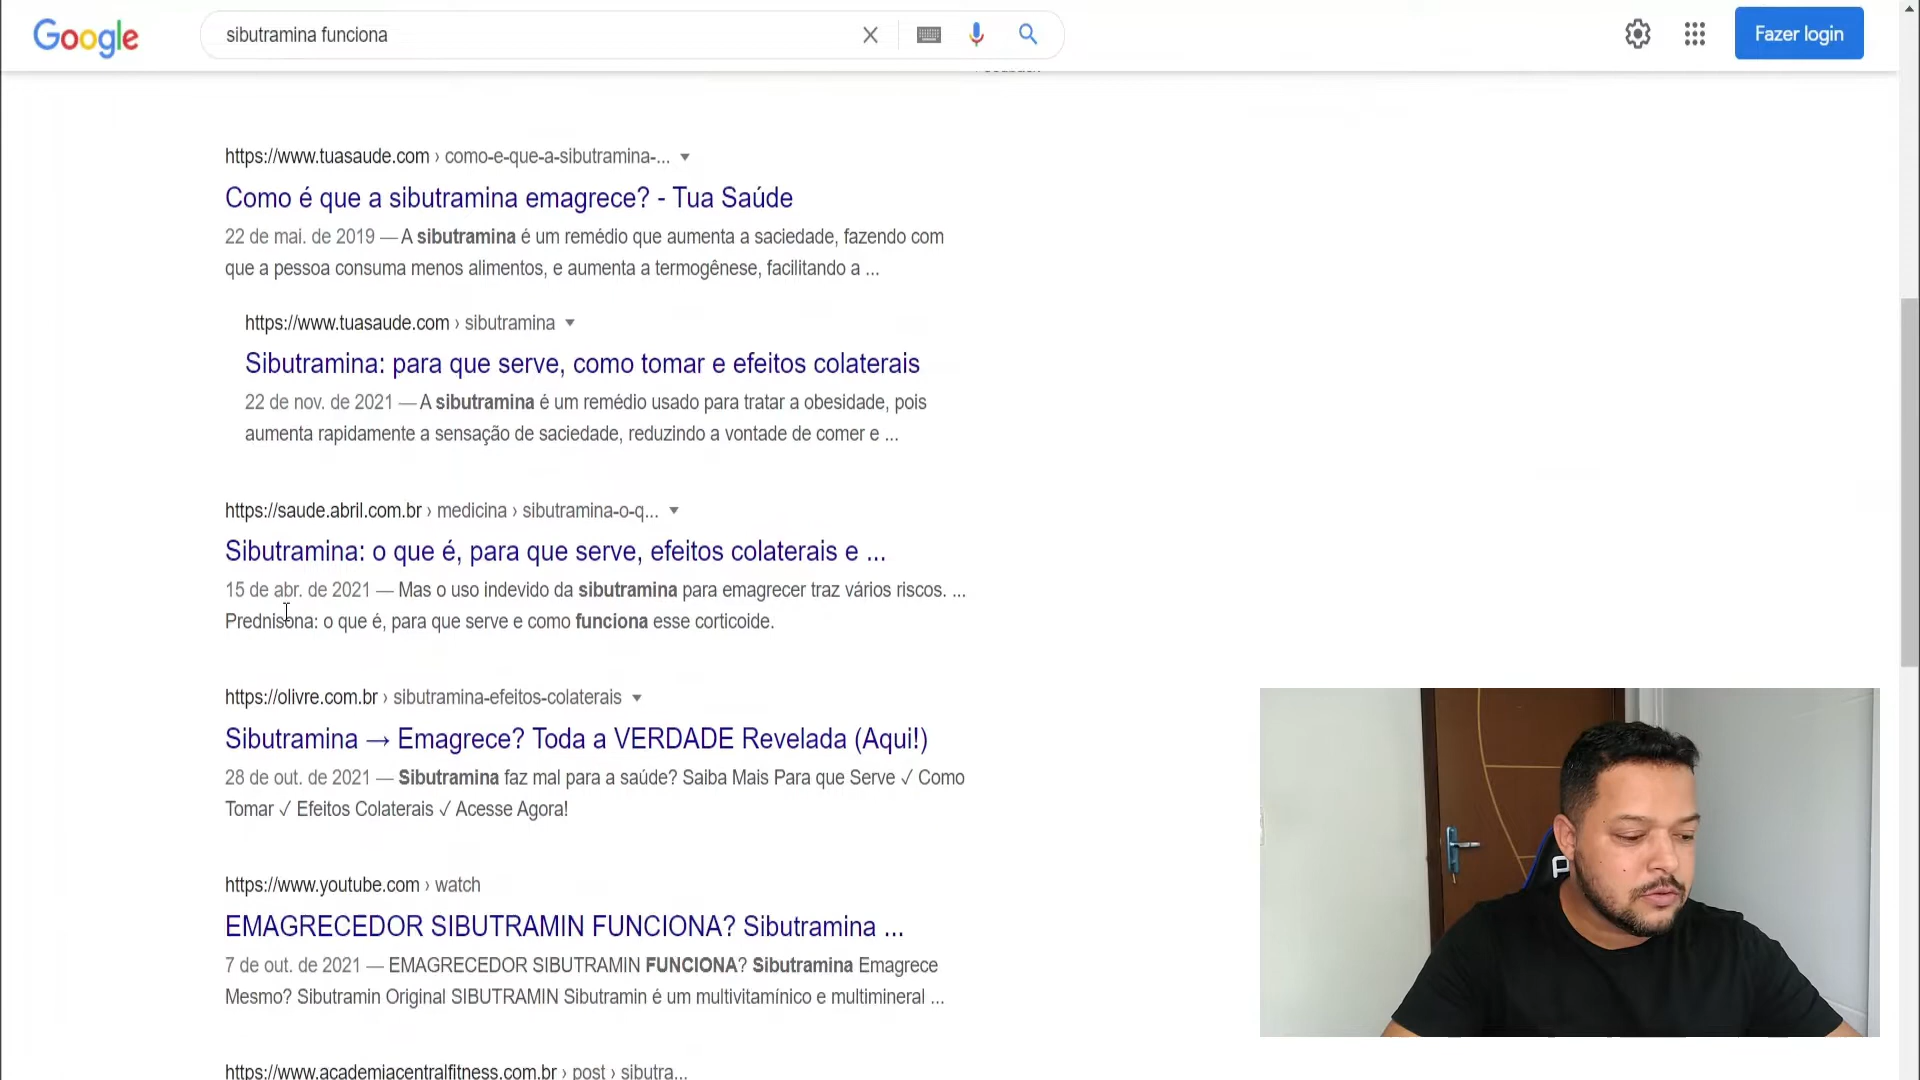 Google
sibutramina funciona
Fazer login
https://www.tuasaude.com › como-e-que-a-sibutramina-...
Como é que a sibutramina emagrece? - Tua Saúde
22 de mai. de 2019 — A sibutramina é um remédio que aumenta a saciedade, fazendo com
que a pessoa consuma menos alimentos, e aumenta a termogênese, facilitando a ...
https://www.tuasaude.com › sibutramina
Sibutramina: para que serve, como tomar e efeitos colaterais
22 de nov. de 2021 — A sibutramina é um remédio usado para tratar a obesidade, pois
aumenta rapidamente a sensação de saciedade, reduzindo a vontade de comer e ...
https://saude.abril.com.br › medicina › sibutramina-o-q...
Sibutramina: o que é, para que serve, efeitos colaterais e ...
15 de abr. de 2021 — Mas o uso indevido da sibutramina para emagrecer traz vários riscos. ...
Prednisona: o que é, para que serve e como funciona esse corticoide.
https://olivre.com.br › sibutramina-efeitos-colaterais
Sibutramina → Emagrece? Toda a VERDADE Revelada (Aqui!)
28 de out. de 2021 — Sibutramina faz mal para a saúde? Saiba Mais Para que Serve ✓ Como
Tomar ✓ Efeitos Colaterais ✓ Acesse Agora!
https://www.youtube.com › watch
EMAGRECEDOR SIBUTRAMIN FUNCIONA? Sibutramina ...
7 de out. de 2021 — EMAGRECEDOR SIBUTRAMIN FUNCIONA? Sibutramina Emagrece
Mesmo? Sibutramin Original SIBUTRAMIN Sibutramin é um multivitamínico e multimineral ...
https://www.academiacentralfitness.com.br › post › sibutra...